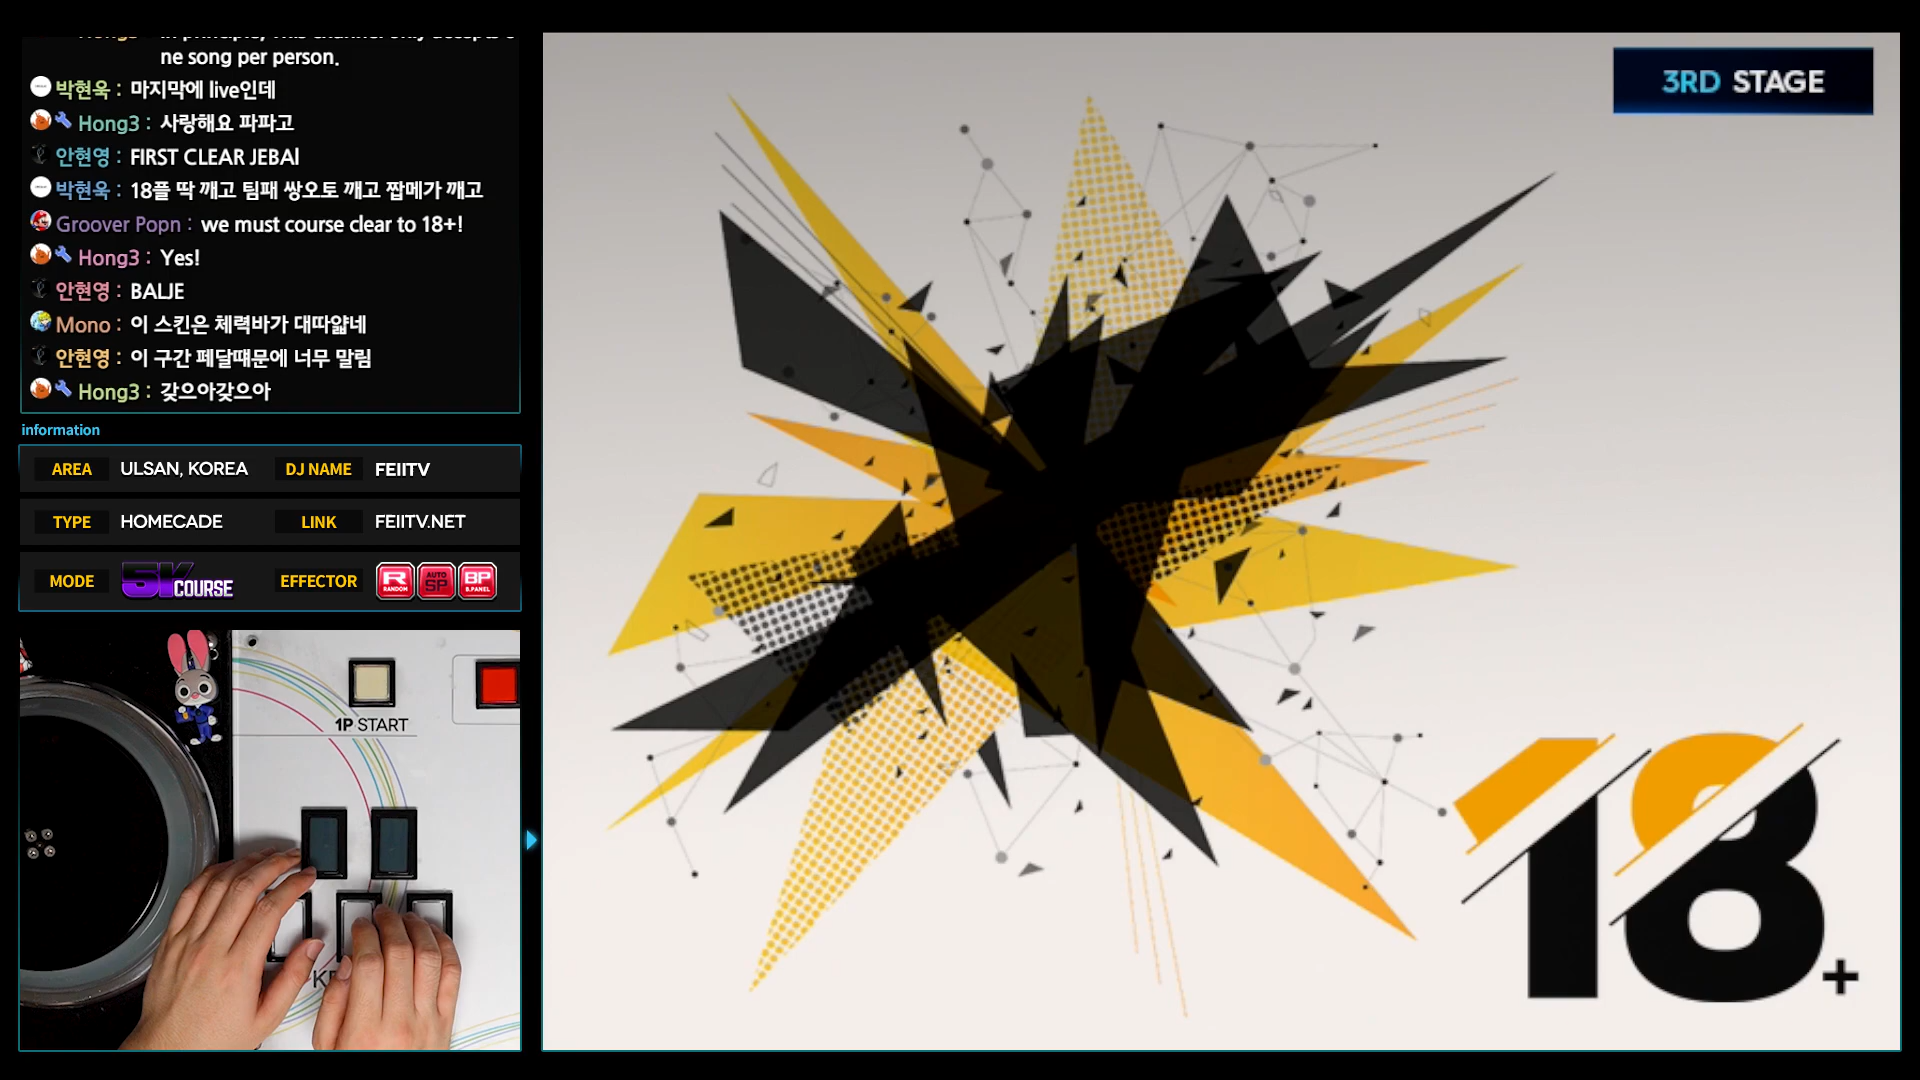 ne song per person.
박현욱 : 마지막에 live인데
Hong3 : 사랑해요 파파고
안현영 : FIRST CLEAR JEBAl
박현욱 : 18플 딱 깨고 팀패 쌍오토 깨고 짭메가 깨고
Groover Popn : we must course clear to 18+!
Hong3 : Yes!
안현영 : BALJE
Mono : 이 스킨은 체력바가 대따얇네
안현영 : 이 구간 페달때문에 너무 말림
Hong3 : 갖으아갖으아
information
AREA ULSAN, KOREA DJ NAME FEIITV
TYPE HOMECADE LINK FEIITV.NET
MODE 5K COURSE EFFECTOR R RANDOM AUTO SP BP B.PANEL
1P START
3RD STAGE
18+